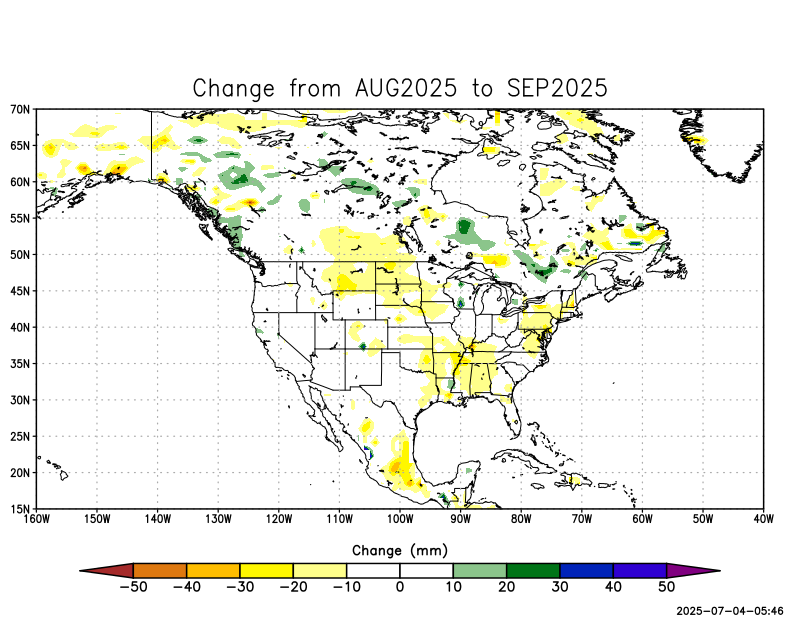 Change from AUG2025 to SEP2025
70N
65N
60N
55N
50N
45N
40N
35N
30N
25N
20N
15N
160W 150W 140W 130W 120W 110W 100W 90W 80W 70W 60W 50W 40W
Change (mm)
−50 −40 −30 −20 −10 0 10 20 30 40 50
2025-07-04-05:46